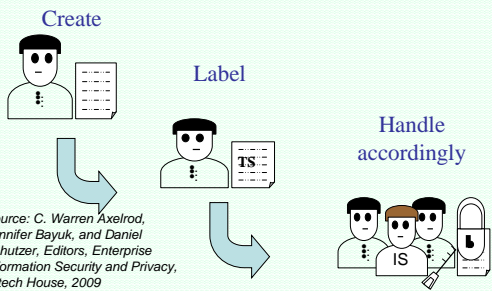 Create
Label
TS
Handle
accordingly
IS
urce: C. Warren Axelrod,
nnifer Bayuk, and Daniel
hutzer, Editors, Enterprise
formation Security and Privacy,
tech House, 2009